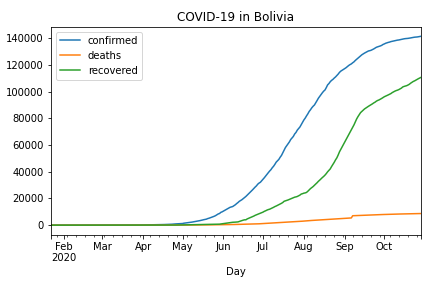 COVID-19 in Bolivia
confirmed
deaths
recovered
140000
120000
100000
80000
60000
40000
20000
0
Feb Mar Apr May Jun Jul Aug Sep Oct
2020
Day